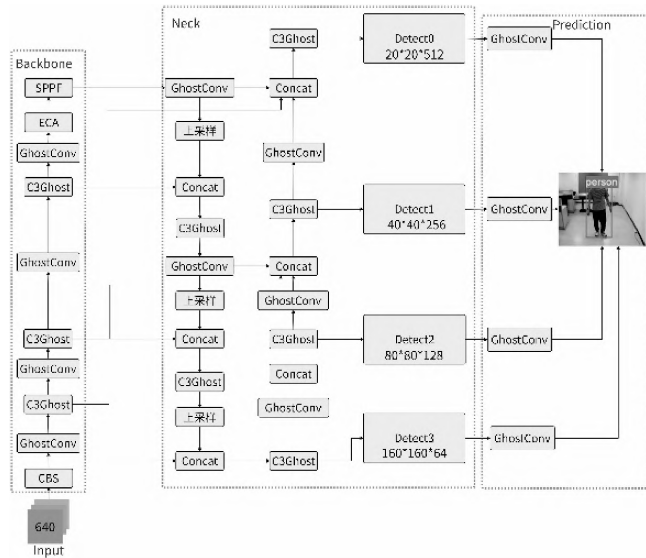 Neck
C3Ghost
Detect0
20*20*512
GhostConv
Prediction
Backbone
SPPF
GhostConv
Concat
ECA
上采样
GhostConv
GhostConv
person
C3Ghost
Concat
C3Ghost
Detect1
40*40*256
GhostConv
C3Ghost
GhostConv
GhostConv
Concat
上采样
GhostConv
C3Ghost
Concat
C3Ghost
Detect2
80*80*128
GhostConv
GhostConv
C3Ghost
Concat
C3Ghost
GhostConv
上采样
GhostConv
Detect3
160*160*64
GhostConv
Concat
C3Ghost
CBS
640
Input